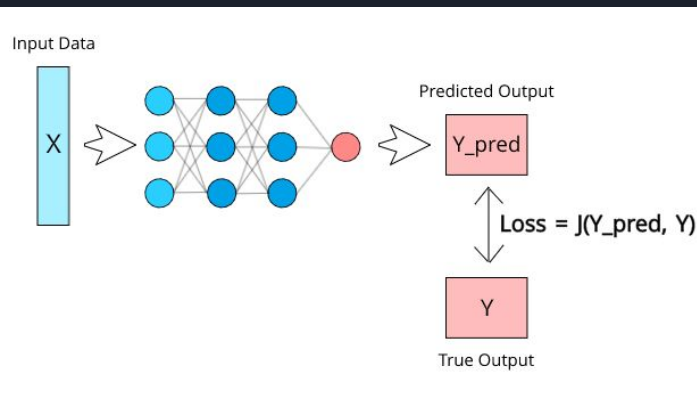 Input Data
X
Predicted Output
Y_pred
Loss = J(Y_pred, Y)
Y
True Output